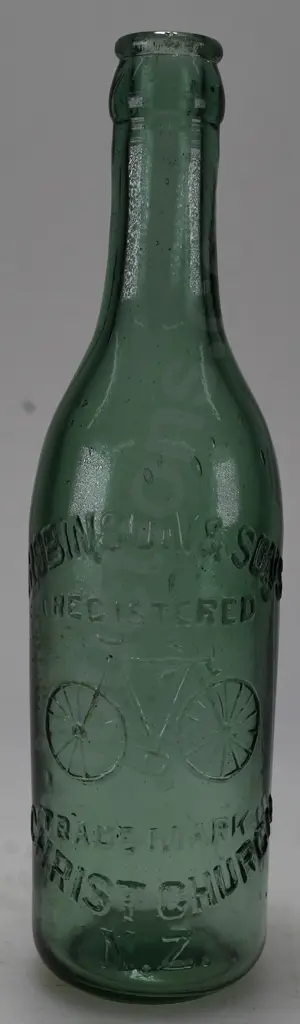 ROBINSON & SONS
REGISTERED
TRADE MARK
CHRISTCHURCH
N.Z.